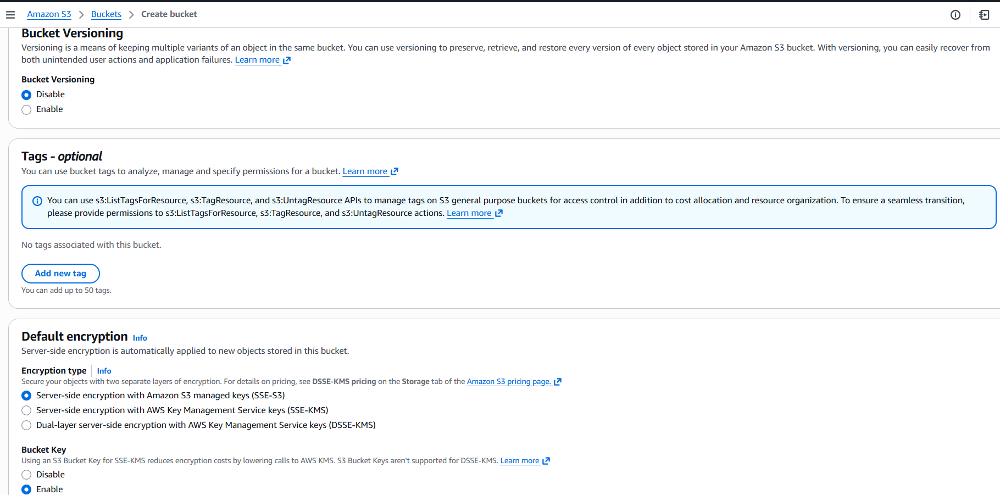 Amazon S3 > Buckets > Create bucket
Bucket Versioning
Versioning is a means of keeping multiple variants of an object in the same bucket. You can use versioning to preserve, retrieve, and restore every version of every object stored in your Amazon S3 bucket. With versioning, you can easily recover from
both unintended user actions and application failures. Learn more
Bucket Versioning
Disable
Enable
Tags - optional
You can use bucket tags to analyze, manage and specify permissions for a bucket. Learn more
You can use s3:ListTagsForResource, s3:TagResource, and s3:UntagResource APIs to manage tags on S3 general purpose buckets for access control in addition to cost allocation and resource organization. To ensure a seamless transition,
please provide permissions to s3:ListTagsForResource, s3:TagResource, and s3:UntagResource actions. Learn more
No tags associated with this bucket.
Add new tag
You can add up to 50 tags.
Default encryption Info
Server-side encryption is automatically applied to new objects stored in this bucket.
Encryption type Info
Secure your objects with two separate layers of encryption. For details on pricing, see DSSE-KMS pricing on the Storage tab of the Amazon S3 pricing page.
Server-side encryption with Amazon S3 managed keys (SSE-S3)
Server-side encryption with AWS Key Management Service keys (SSE-KMS)
Dual-layer server-side encryption with AWS Key Management Service keys (DSSE-KMS)
Bucket Key
Using an S3 Bucket Key for SSE-KMS reduces encryption costs by lowering calls to AWS KMS. S3 Bucket Keys aren't supported for DSSE-KMS. Learn more
Disable
Enable